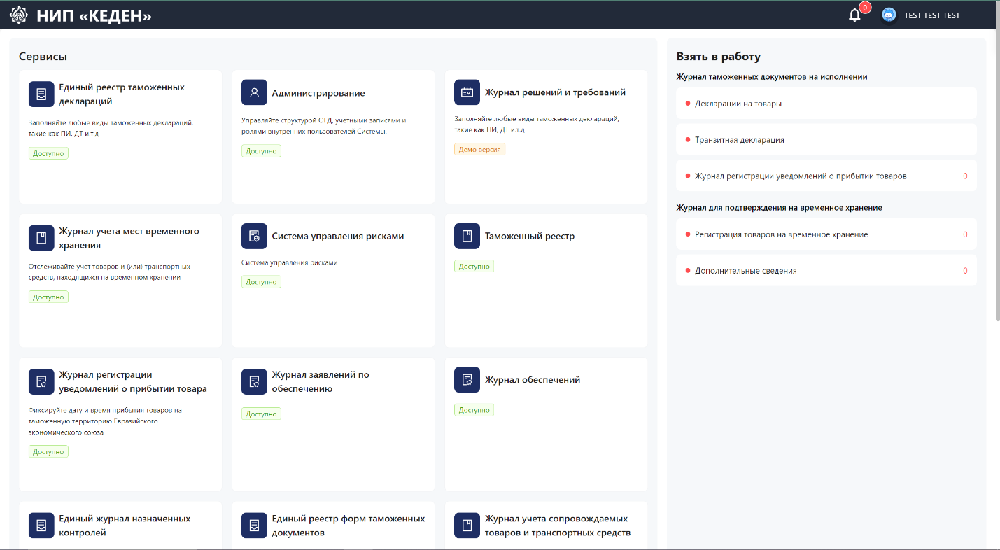 НИП «КЕДЕН»
0
TEST TEST TEST
Сервисы
Единый реестр таможенных
деклараций
Заполняйте любые виды таможенных деклараций,
такие как ПИ, ДТ и.т.д
Доступно
Администрирование
Управляйте структурой ОГД, учетными записями и
ролями внутренних пользователей Системы.
Доступно
Журнал решений и требований
Заполняйте любые виды таможенных деклараций,
такие как ПИ, ДТ и.т.д
Демо версия
Журнал учета мест временного
хранения
Отслеживайте учет товаров и (или) транспортных
средств, находящихся на временном хранении
Доступно
Система управления рисками
Система управления рисками
Доступно
Таможенный реестр
Доступно
Журнал регистрации
уведомлений о прибытии товара
Фиксируйте дату и время прибытия товаров на
таможенную территорию Евразийского
экономического союза
Доступно
Журнал заявлений по
обеспечению
Доступно
Журнал обеспечений
Доступно
Единый журнал назначенных
контролей
Единый реестр форм таможенных
документов
Журнал учета сопровождаемых
товаров и транспортных средств
Взять в работу
Журнал таможенных документов на исполнении
Декларации на товары
Транзитная декларация
Журнал регистрации уведомлений о прибытии товаров 0
Журнал для подтверждения на временное хранение
Регистрация товаров на временное хранение 0
Дополнительные сведения 0